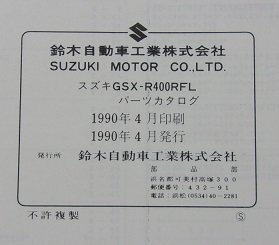 鈴木自動車工業株式会社
SUZUKI MOTOR CO.,LTD.
スズキGSX-R400RFL
パーツカタログ
1990年4月印刷
1990年4月発行
発行所 鈴木自動車工業株式会社
部品部
浜名郡可美村高塚300
郵便番号 432-91
電話・浜松(0534)40-2281
不許複製 Ⓢ